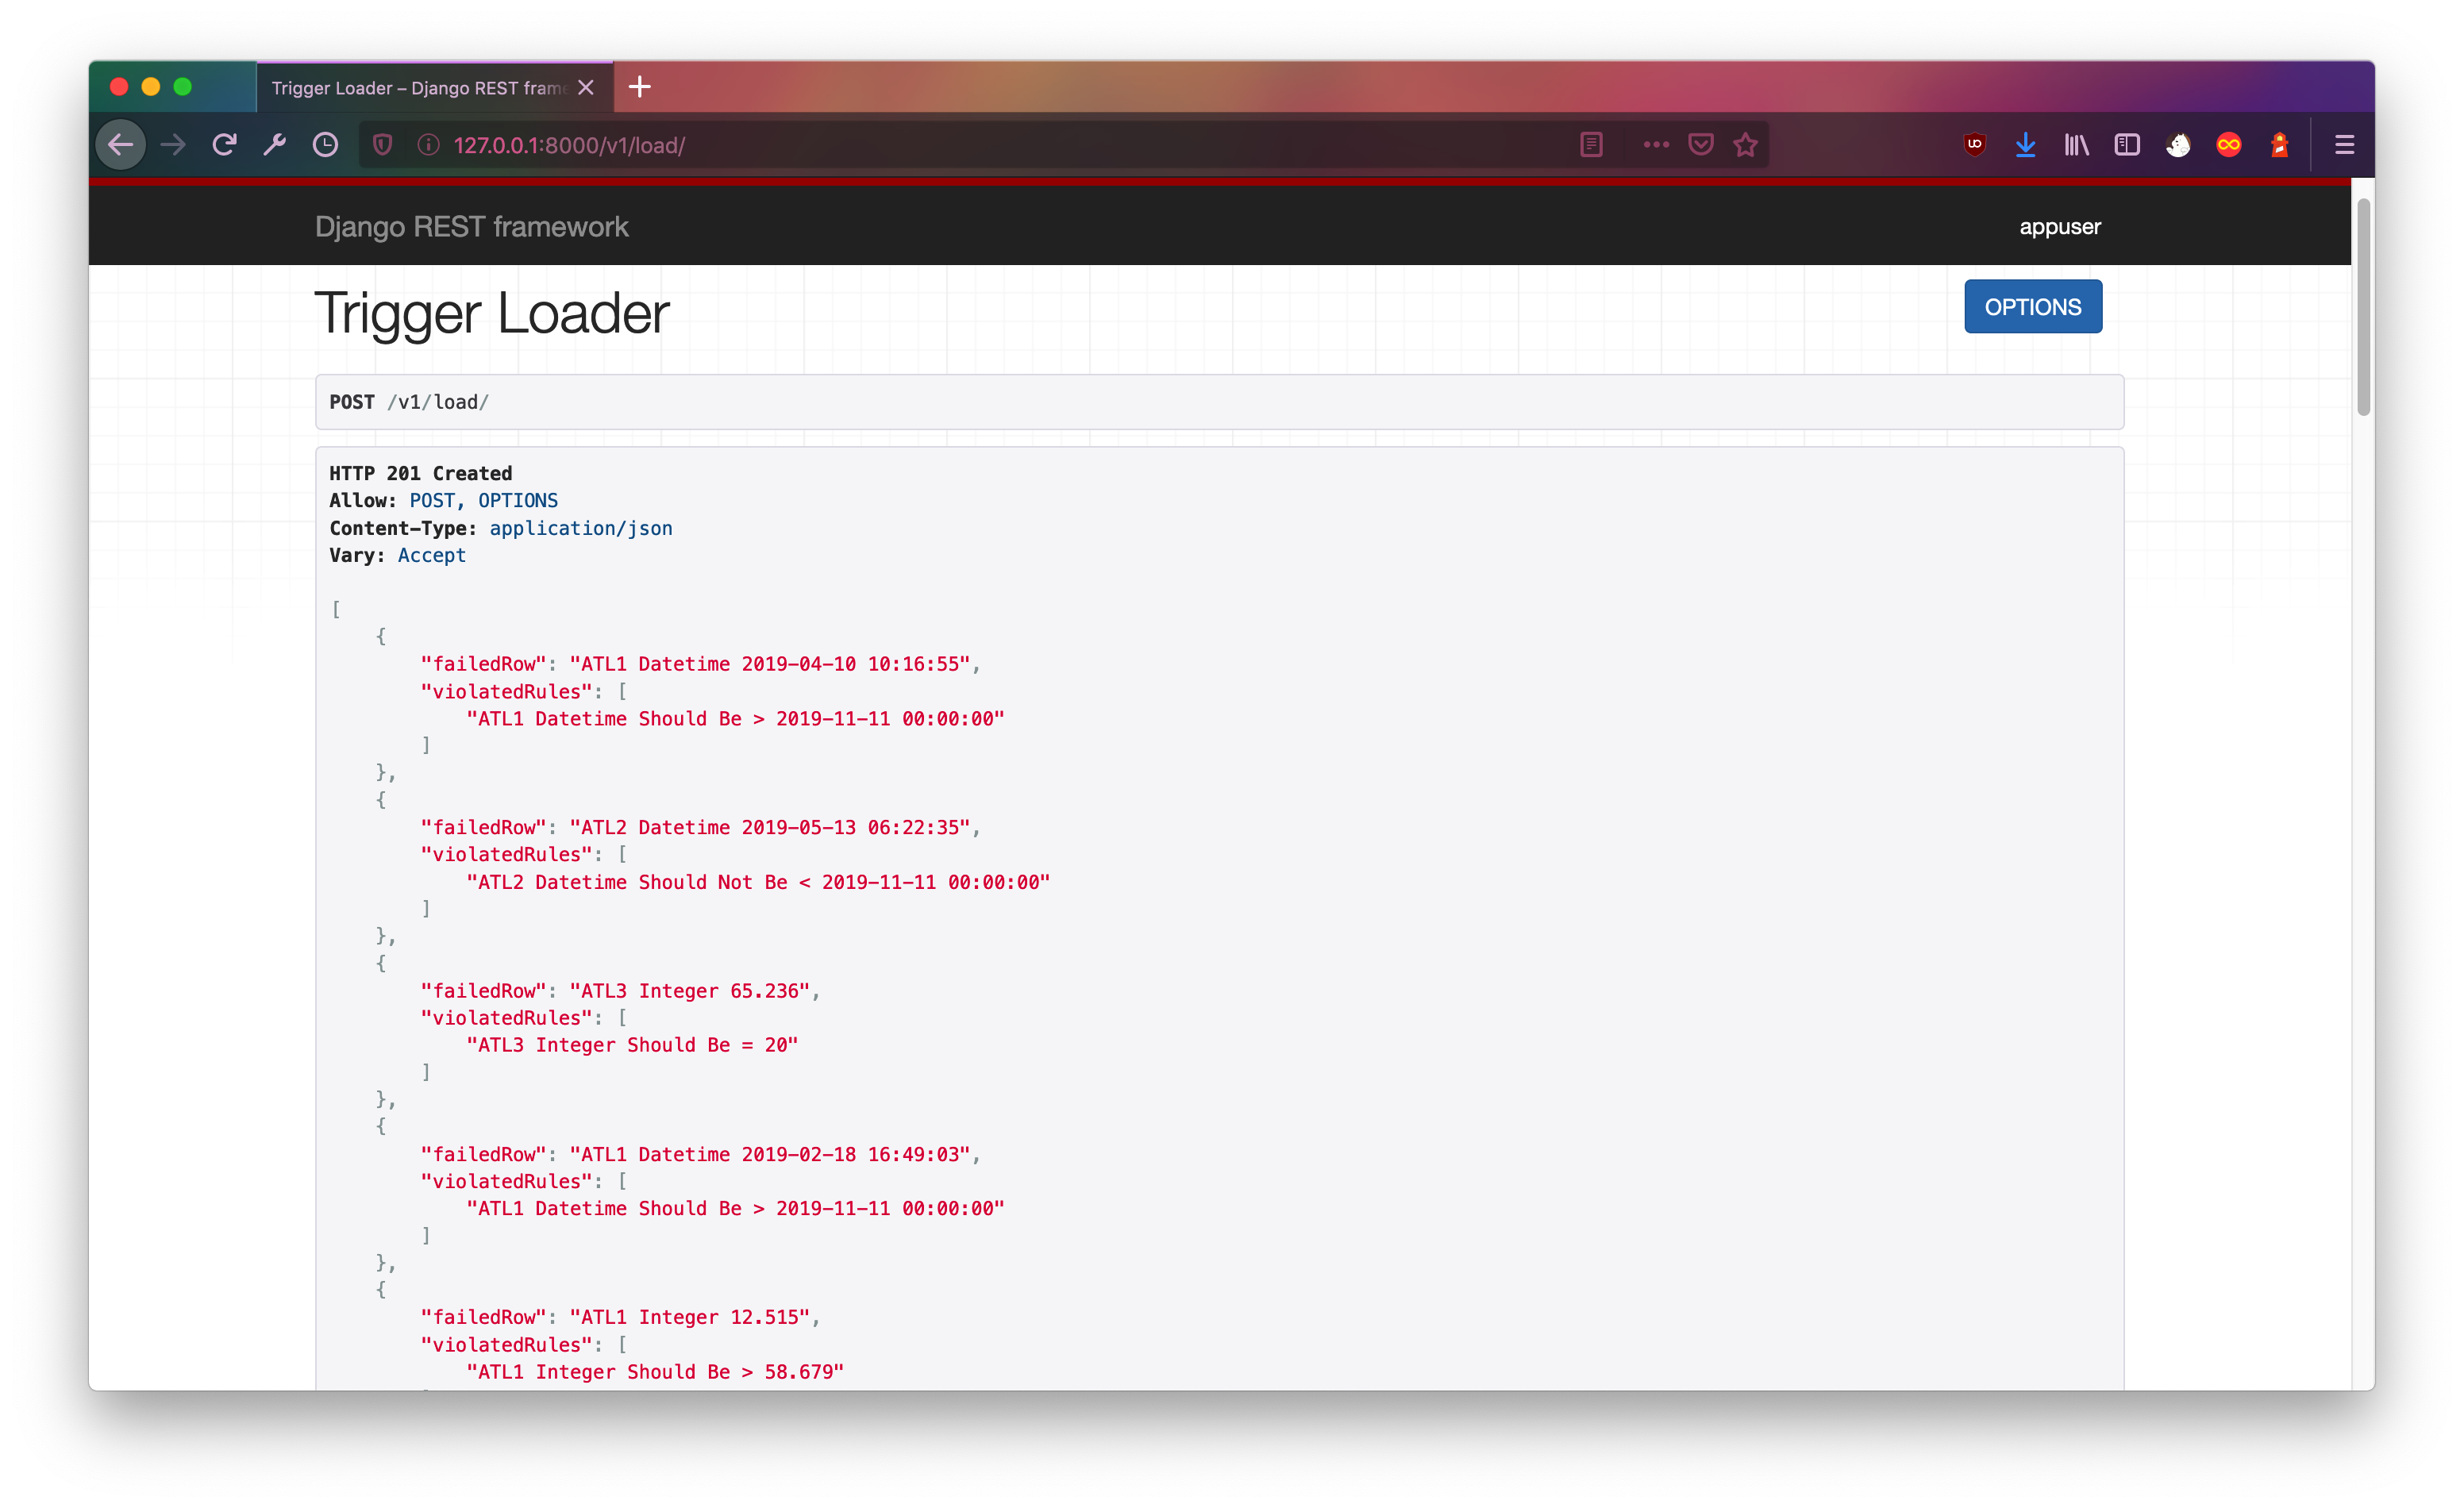 Trigger Loader – Django REST fram
127.0.0.1:8000/v1/load/
Django REST framework
appuser
Trigger Loader
OPTIONS
POST /v1/load/
HTTP 201 Created
Allow: POST, OPTIONS
Content-Type: application/json
Vary: Accept
[
    {
        "failedRow": "ATL1 Datetime 2019-04-10 10:16:55",
        "violatedRules": [
            "ATL1 Datetime Should Be > 2019-11-11 00:00:00"
        ]
    },
    {
        "failedRow": "ATL2 Datetime 2019-05-13 06:22:35",
        "violatedRules": [
            "ATL2 Datetime Should Not Be < 2019-11-11 00:00:00"
        ]
    },
    {
        "failedRow": "ATL3 Integer 65.236",
        "violatedRules": [
            "ATL3 Integer Should Be = 20"
        ]
    },
    {
        "failedRow": "ATL1 Datetime 2019-02-18 16:49:03",
        "violatedRules": [
            "ATL1 Datetime Should Be > 2019-11-11 00:00:00"
        ]
    },
    {
        "failedRow": "ATL1 Integer 12.515",
        "violatedRules": [
            "ATL1 Integer Should Be > 58.679"